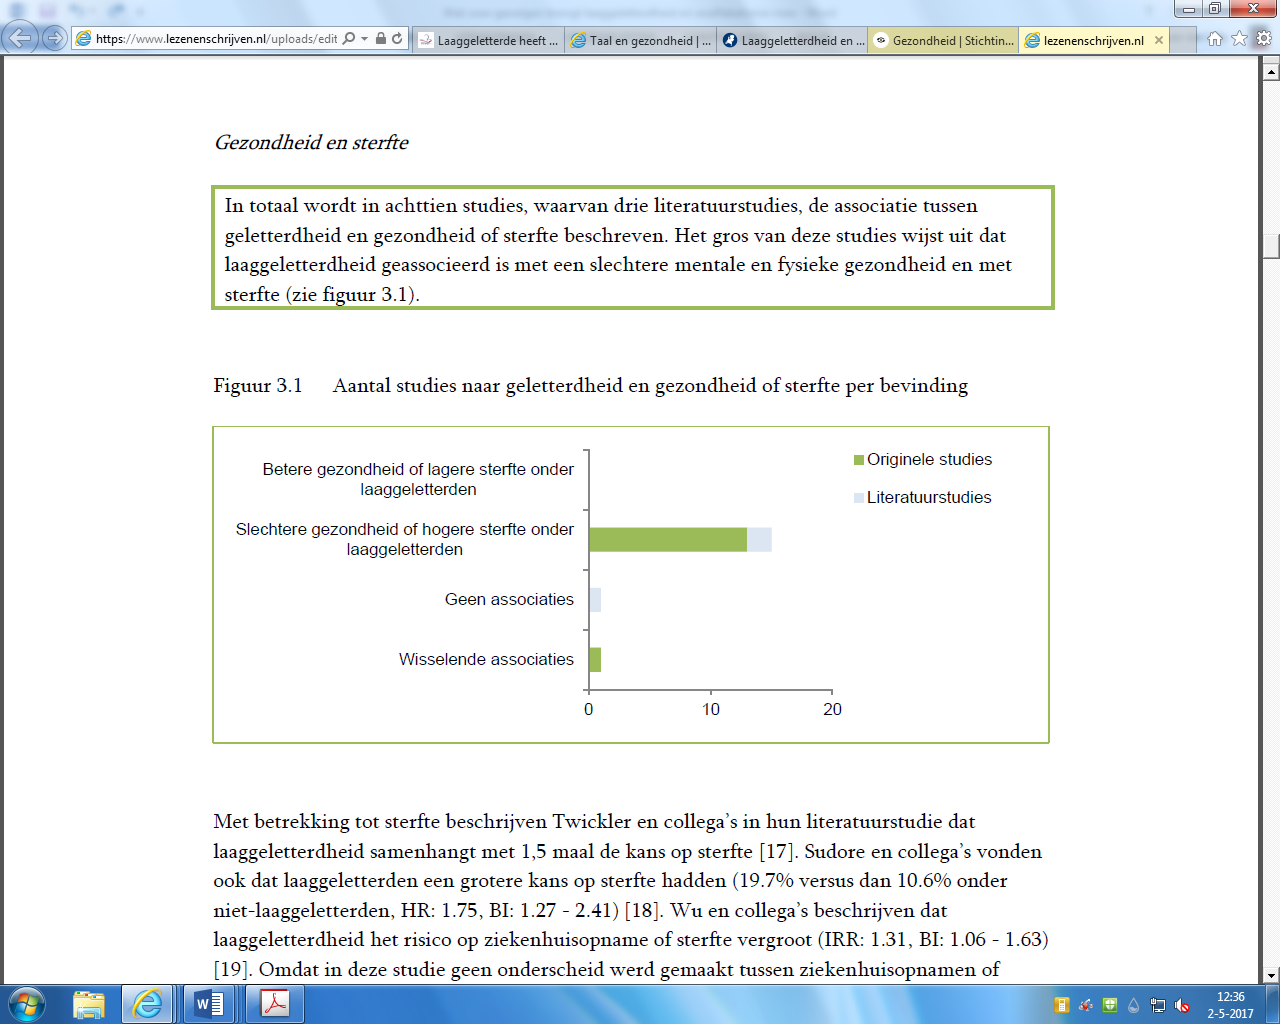 https://www.lezenenschrijven.nl/uploads/edit
Laaggeletterde heeft ...
Taal en gezondheid | ...
Laaggeletterdheid en ...
Gezondheid | Stichtin...
lezenenschrijven.nl
Gezondheid en sterfte
In totaal wordt in achttien studies, waarvan drie literatuurstudies, de associatie tussen
geletterdheid en gezondheid of sterfte beschreven. Het gros van deze studies wijst uit dat
laaggeletterdheid geassocieerd is met een slechtere mentale en fysieke gezondheid en met
sterfte (zie figuur 3.1).
Figuur 3.1 Aantal studies naar geletterdheid en gezondheid of sterfte per bevinding
Betere gezondheid of lagere sterfte onder
laaggeletterden
Slechtere gezondheid of hogere sterfte onder
laaggeletterden
Geen associaties
Wisselende associaties
0 10 20
Originele studies
Literatuurstudies
Met betrekking tot sterfte beschrijven Twickler en collega's in hun literatuurstudie dat
laaggeletterdheid samenhangt met 1,5 maal de kans op sterfte [17]. Sudore en collega's vonden
ook dat laaggeletterden een grotere kans op sterfte hadden (19.7% versus dan 10.6% onder
niet-laaggeletterden, HR: 1.75, BI: 1.27 - 2.41) [18]. Wu en collega's beschrijven dat
laaggeletterdheid het risico op ziekenhuisopname of sterfte vergroot (IRR: 1.31, BI: 1.06 - 1.63)
[19]. Omdat in deze studie geen onderscheid werd gemaakt tussen ziekenhuisopnamen of
12:36
2-5-2017